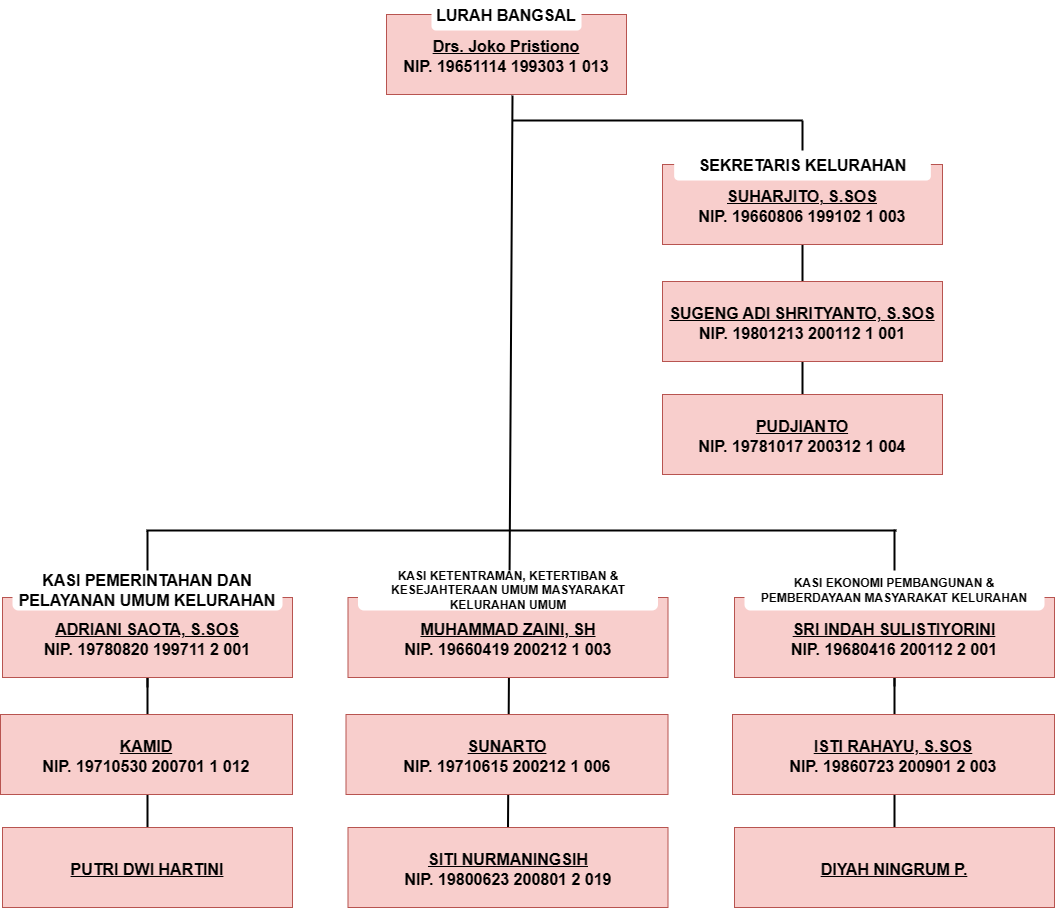 LURAH BANGSAL
Drs. Joko Pristiono
NIP. 19651114 199303 1 013
SEKRETARIS KELURAHAN
SUHARJITO, S.SOS
NIP. 19660806 199102 1 003
SUGENG ADI SHRITYANTO, S.SOS
NIP. 19801213 200112 1 001
PUDJIANTO
NIP. 19781017 200312 1 004
KASI PEMERINTAHAN DAN
PELAYANAN UMUM KELURAHAN
ADRIANI SAOTA, S.SOS
NIP. 19780820 199711 2 001
KAMID
NIP. 19710530 200701 1 012
PUTRI DWI HARTINI
KASI KETENTRAMAN, KETERTIBAN &
KESEJAHTERAAN UMUM MASYARAKAT
KELURAHAN UMUM
MUHAMMAD ZAINI, SH
NIP. 19660419 200212 1 003
SUNARTO
NIP. 19710615 200212 1 006
SITI NURMANINGSIH
NIP. 19800623 200801 2 019
KASI EKONOMI PEMBANGUNAN &
PEMBERDAYAAN MASYARAKAT KELURAHAN
SRI INDAH SULISTIYORINI
NIP. 19680416 200112 2 001
ISTI RAHAYU, S.SOS
NIP. 19860723 200901 2 003
DIYAH NINGRUM P.